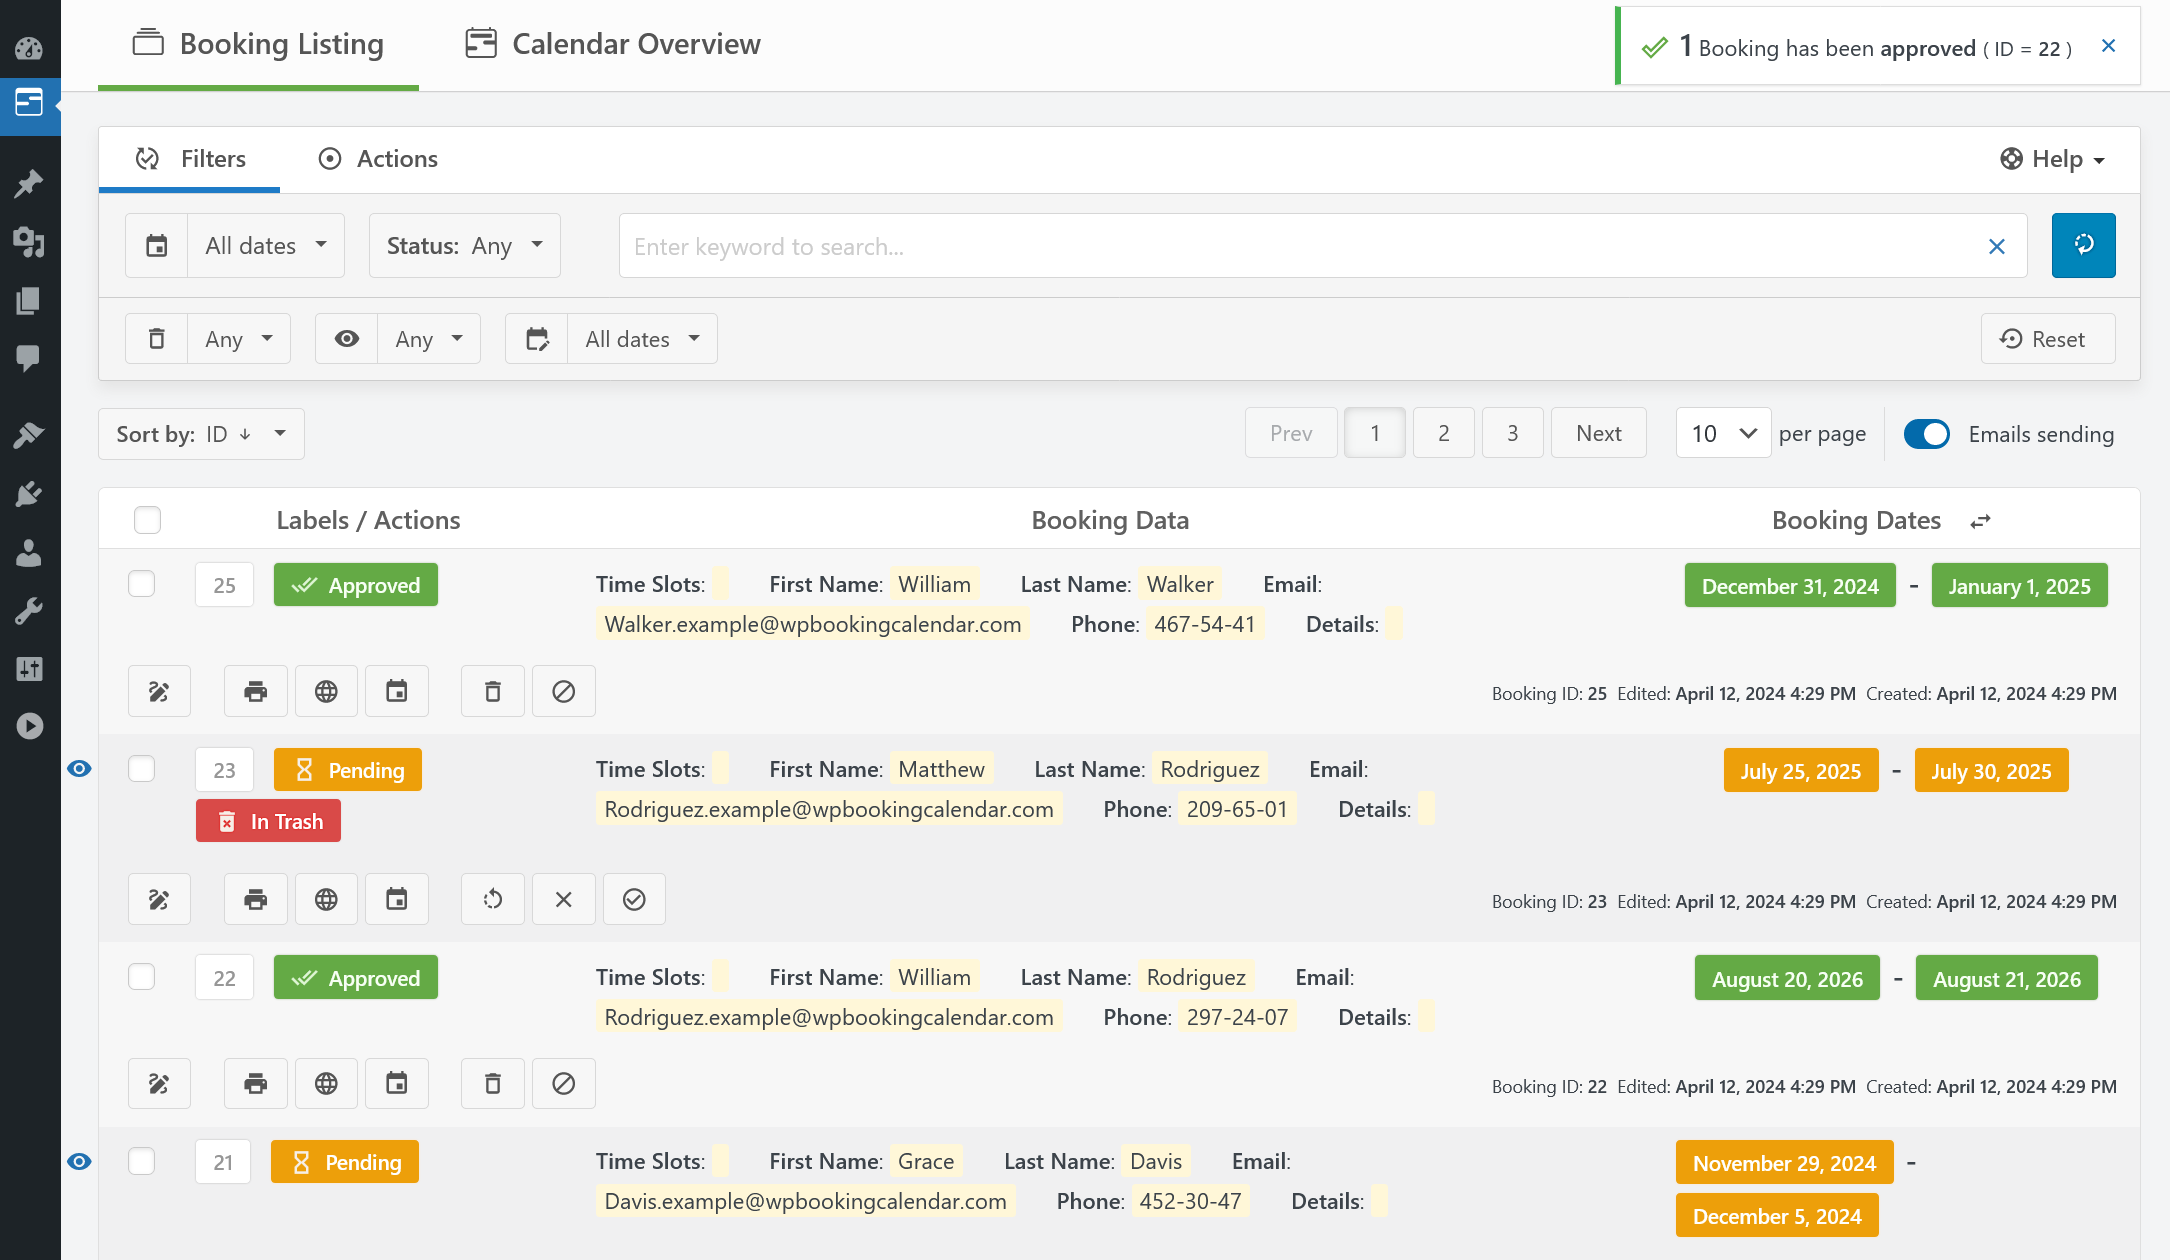 Booking Listing
Calendar Overview
1 Booking has been approved ( ID = 22 )
Filters
Actions
Help
All dates
Status: Any
Enter keyword to search...
Any
Any
All dates
Reset
Sort by: ID
Prev
1
2
3
Next
10
per page
Emails sending
Labels / Actions
Booking Data
Booking Dates
25
Approved
Time Slots: First Name: William Last Name: Walker Email:
Walker.example@wpbookingcalendar.com Phone: 467-54-41 Details:
December 31, 2024 - January 1, 2025
Booking ID: 25 Edited: April 12, 2024 4:29 PM Created: April 12, 2024 4:29 PM
23
Pending
In Trash
Time Slots: First Name: Matthew Last Name: Rodriguez Email:
Rodriguez.example@wpbookingcalendar.com Phone: 209-65-01 Details:
July 25, 2025 - July 30, 2025
Booking ID: 23 Edited: April 12, 2024 4:29 PM Created: April 12, 2024 4:29 PM
22
Approved
Time Slots: First Name: William Last Name: Rodriguez Email:
Rodriguez.example@wpbookingcalendar.com Phone: 297-24-07 Details:
August 20, 2026 - August 21, 2026
Booking ID: 22 Edited: April 12, 2024 4:29 PM Created: April 12, 2024 4:29 PM
21
Pending
Time Slots: First Name: Grace Last Name: Davis Email:
Davis.example@wpbookingcalendar.com Phone: 452-30-47 Details:
November 29, 2024 -
December 5, 2024